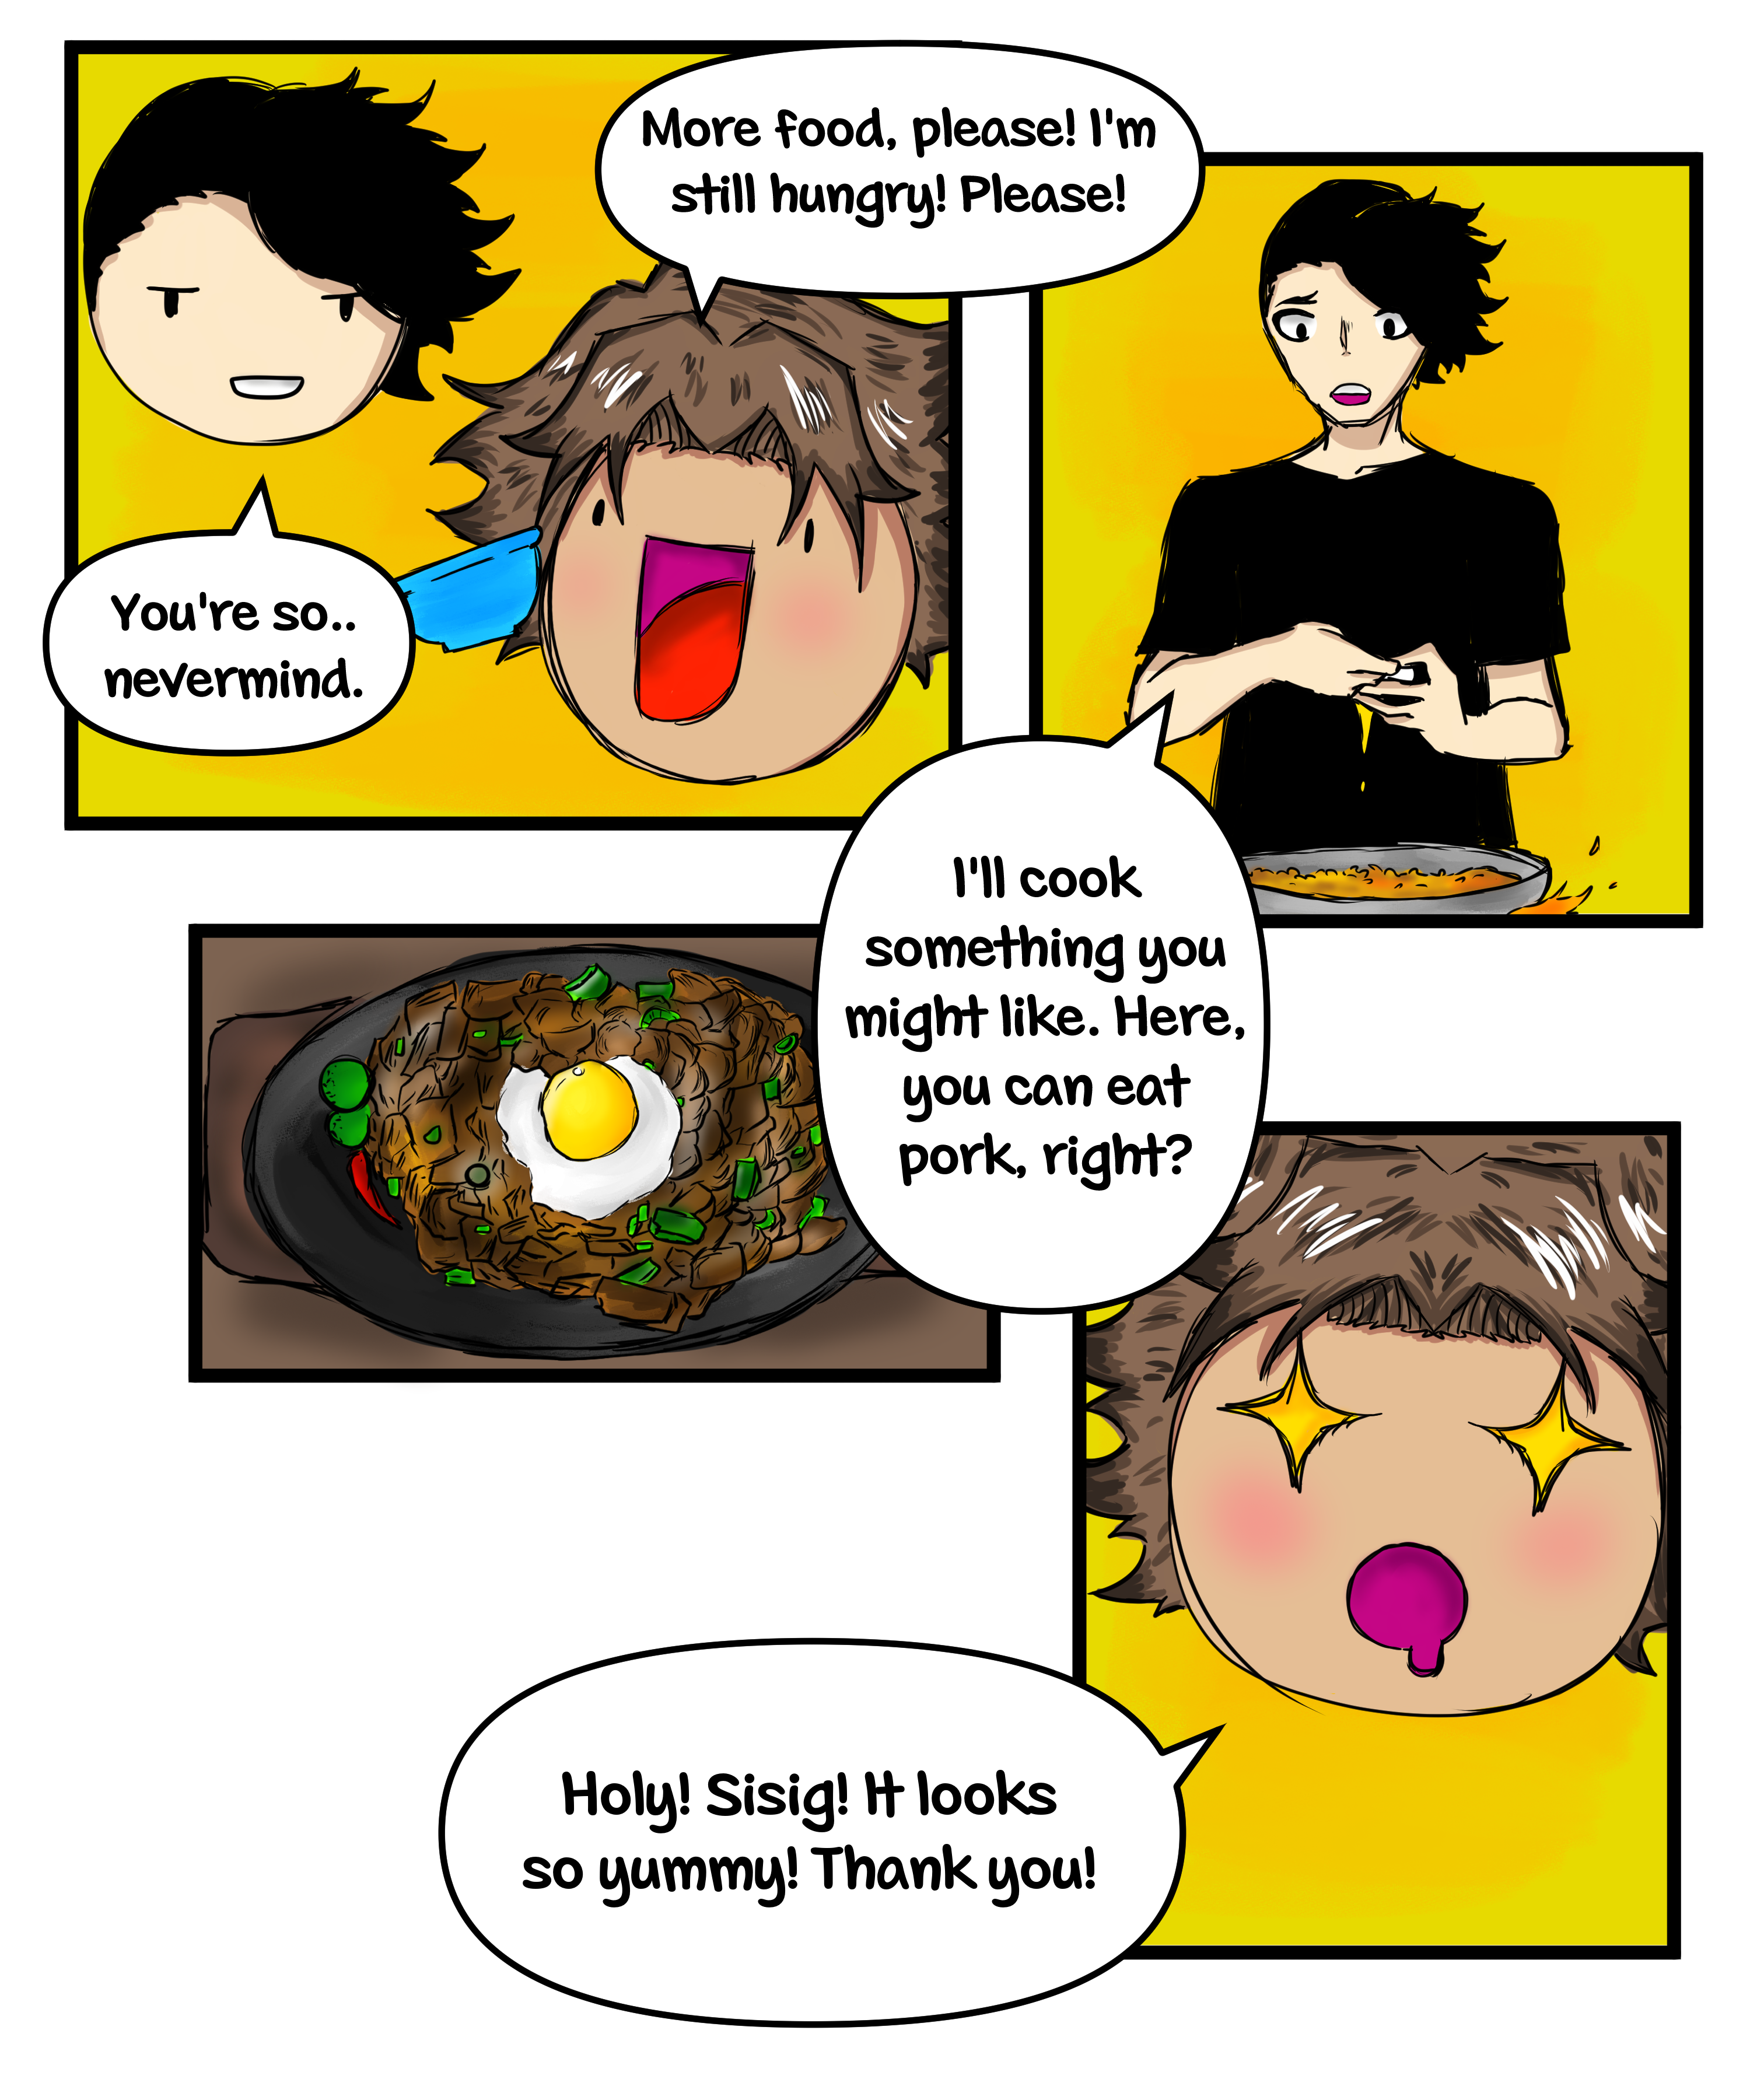 More food, please! I'm
still hungry! Please!
You're so..
nevermind.
I'll cook
something you
might like. Here,
you can eat
pork, right?
Holy! Sisig! It looks
so yummy! Thank you!